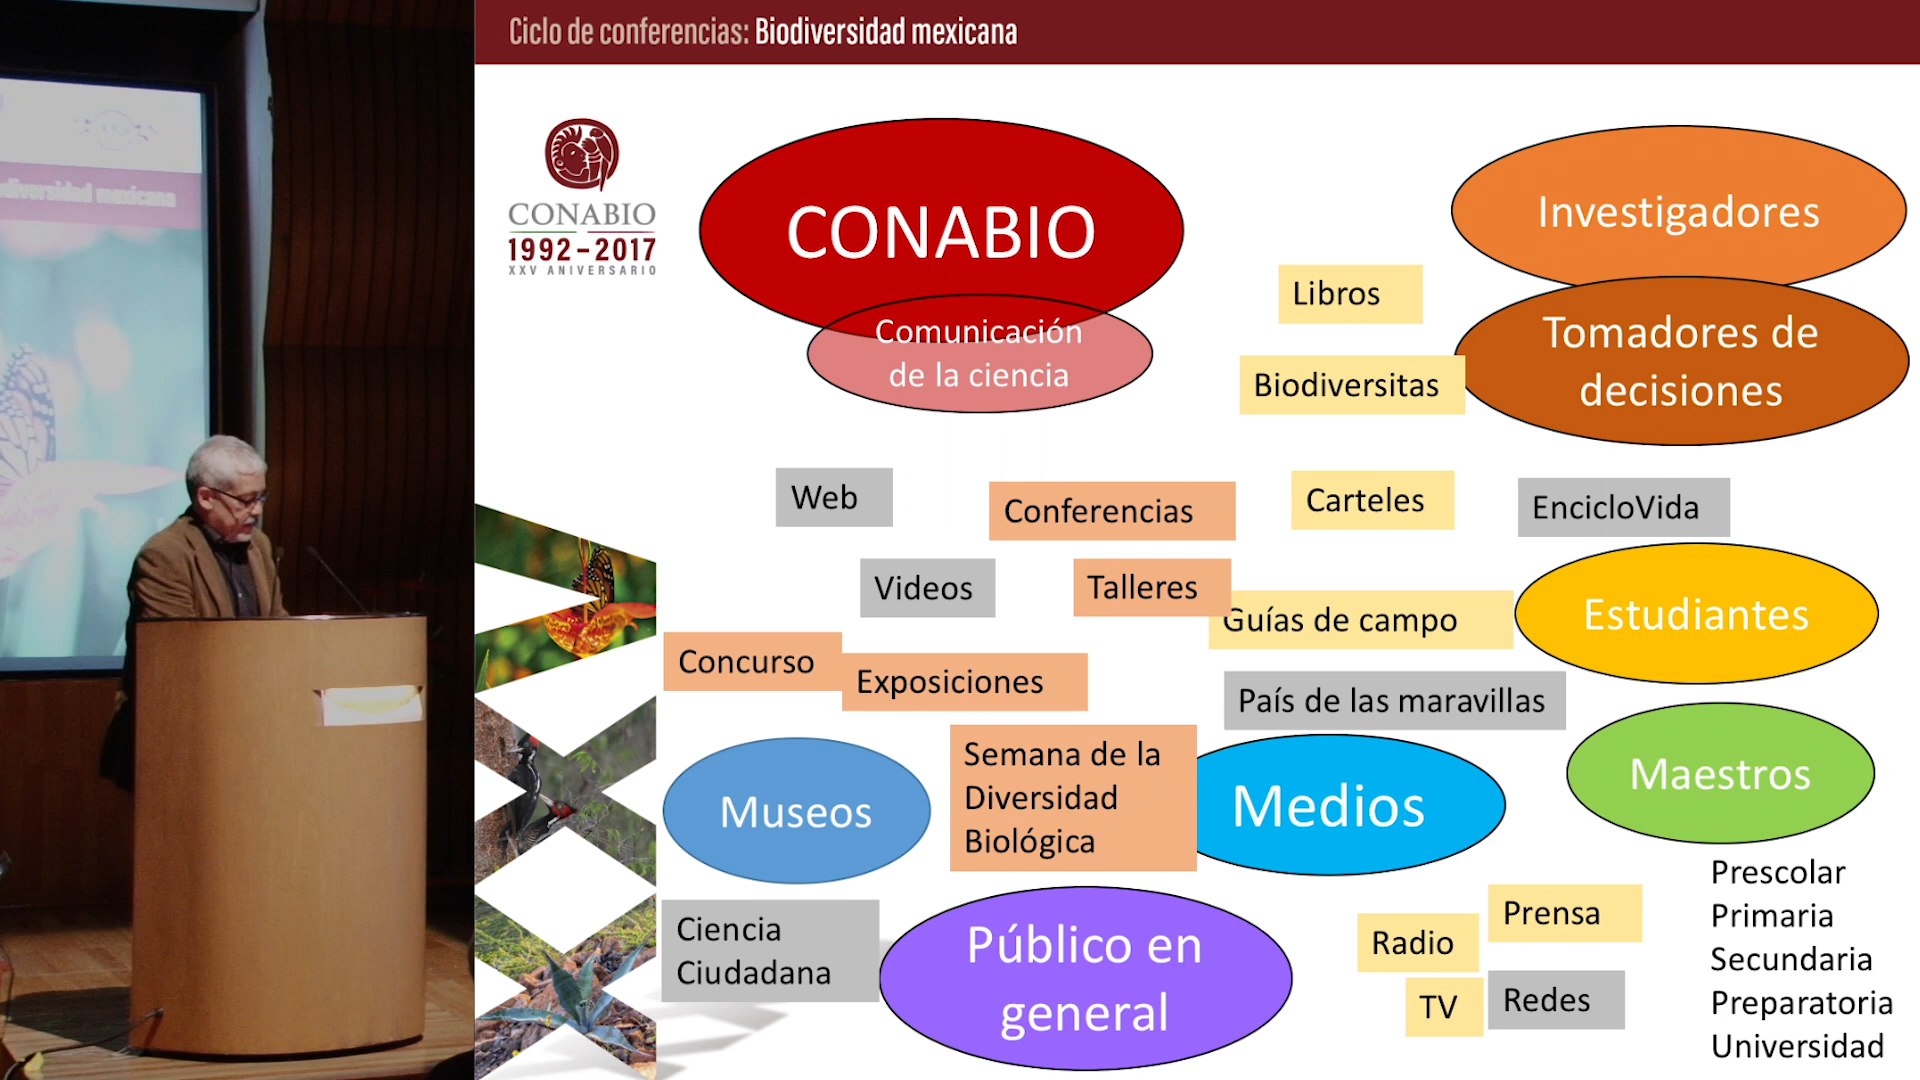 Ciclo de conferencias: Biodiversidad mexicana
CONABIO
1992-2017
XXV ANIVERSARIO
CONABIO
Comunicación
de la ciencia
Investigadores
Libros
Tomadores de
decisiones
Biodiversitas
Web
Conferencias
Carteles
EncicloVida
Videos
Talleres
Guías de campo
Estudiantes
Concurso
Exposiciones
País de las maravillas
Museos
Semana de la
Diversidad
Biológica
Medios
Maestros
Ciencia
Ciudadana
Público en
general
Radio
Prensa
TV
Redes
Prescolar
Primaria
Secundaria
Preparatoria
Universidad
diversidad mexicana